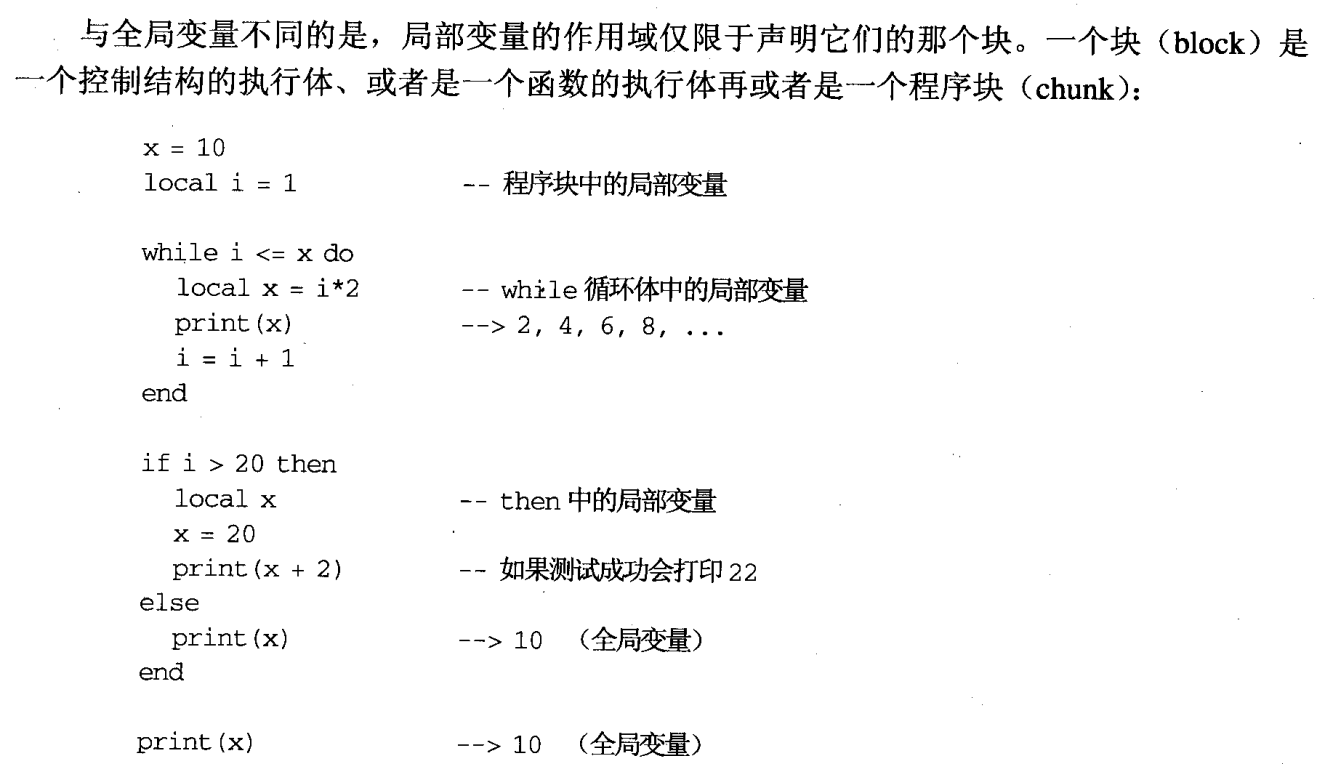 与全局变量不同的是，局部变量的作用域仅限于声明它们的那个块。一个块（block）是
一个控制结构的执行体、或者是一个函数的执行体再或者是一个程序块（chunk）：
x = 10
local i = 1 -- 程序块中的局部变量
while i <= x do
local x = i*2 -- while 循环体中的局部变量
print(x) --> 2, 4, 6, 8, ...
i = i + 1
end
if i > 20 then
local x -- then 中的局部变量
x = 20
print(x + 2) -- 如果测试成功会打印 22
else
print(x) --> 10 （全局变量）
end
print(x) --> 10 （全局变量）